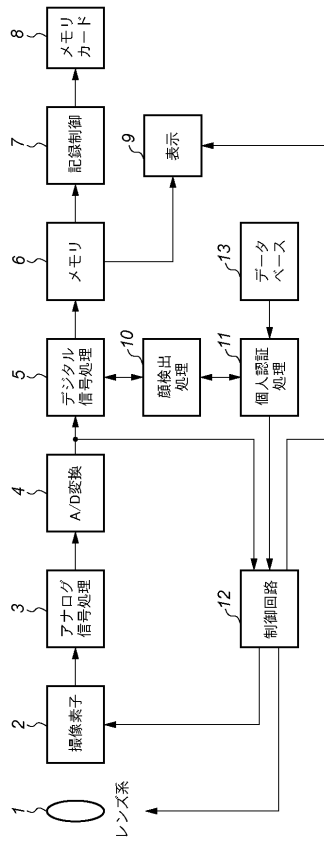 1
レンズ系
2
撮像素子
3
アナログ
信号処理
4
A/D変換
5
デジタル
信号処理
6
メモリ
7
記録制御
8
メモリ
カード
9
表示
10
顔検出
処理
11
個人認証
処理
12
制御回路
13
データ
ベース